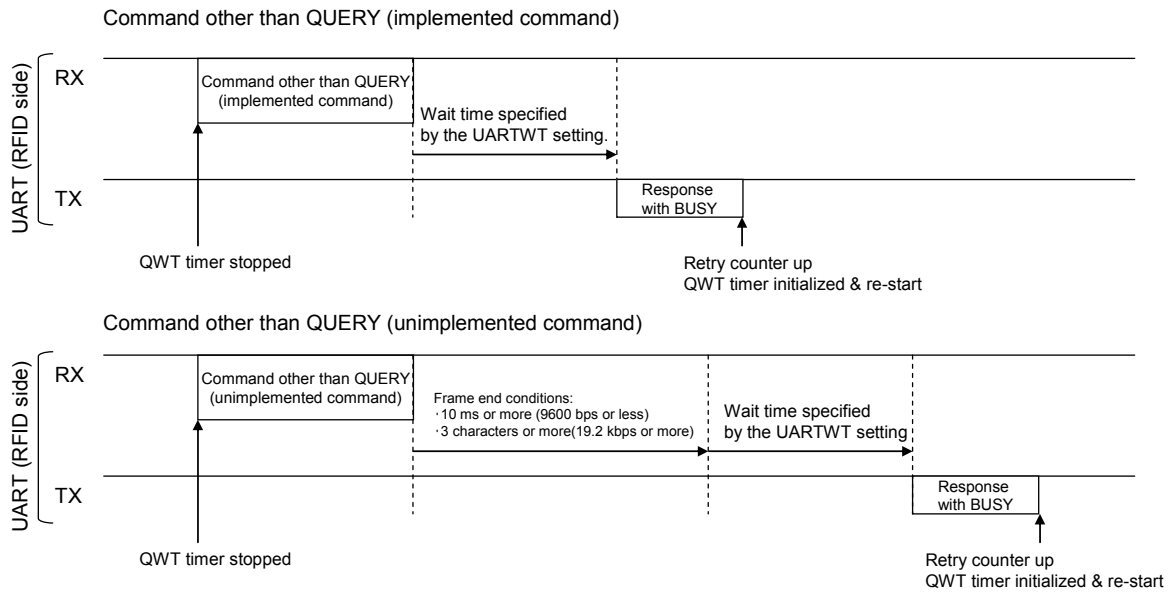 Command other than QUERY (implemented command)
UART (RFID side)
RX
Command other than QUERY
(implemented command)
Wait time specified
by the UARTWT setting.
TX
Response
with BUSY
QWT timer stopped
Retry counter up
QWT timer initialized & re-start
Command other than QUERY (unimplemented command)
UART (RFID side)
RX
Command other than QUERY
(unimplemented command)
Frame end conditions:
・10 ms or more (9600 bps or less)
・3 characters or more(19.2 kbps or more)
Wait time specified
by the UARTWT setting
TX
Response
with BUSY
QWT timer stopped
Retry counter up
QWT timer initialized & re-start